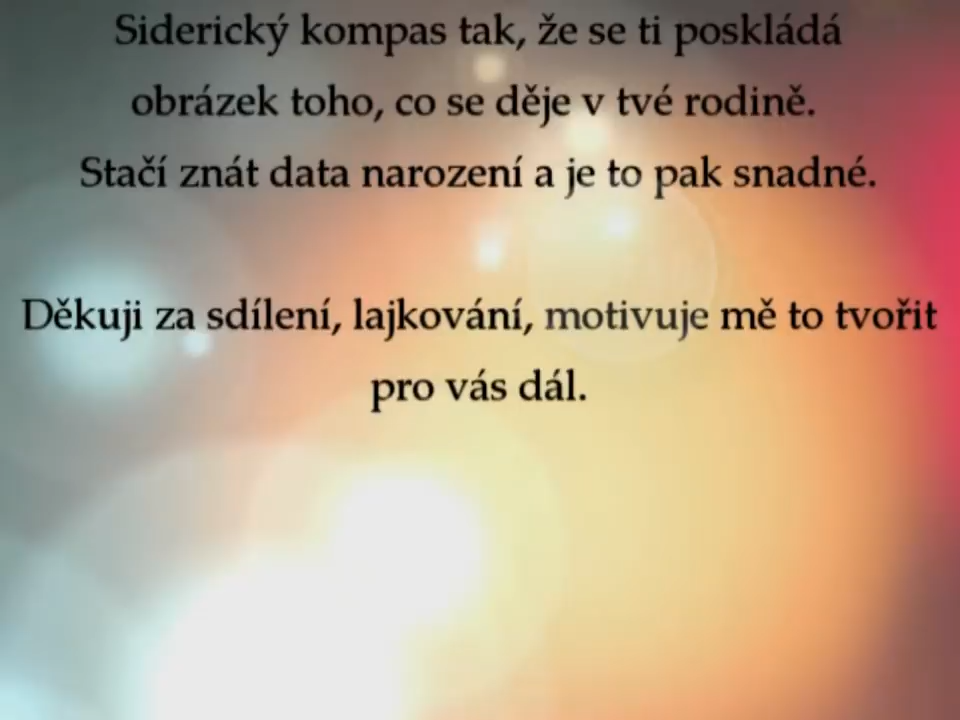 Siderický kompas tak, že se ti poskládá
obrázek toho, co se děje v tvé rodině.
Stačí znát data narození a je to pak snadné.
Děkuji za sdílení, lajkování, motivuje mě to tvořit
pro vás dál.